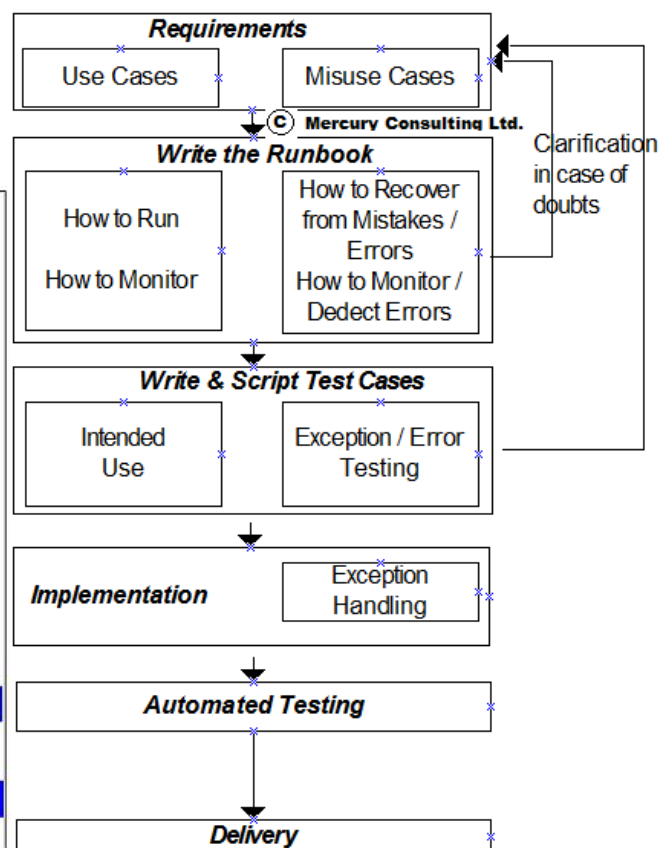 Requirements
Use Cases
Misuse Cases
C Mercury Consulting Ltd.
Clarification
in case of
doubts
Write the Runbook
How to Run
How to Monitor
How to Recover
from Mistakes /
Errors
How to Monitor /
Dedect Errors
Write & Script Test Cases
Intended
Use
Exception / Error
Testing
Implementation
Exception
Handling
Automated Testing
Delivery